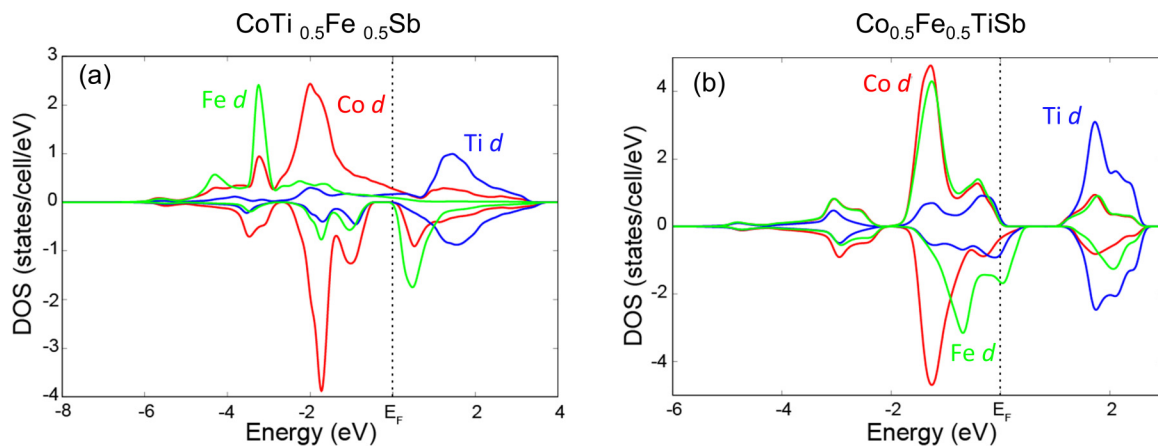 CoTi 0.5Fe 0.5Sb
(a)
Fe d
Co d
Ti d
3
2
1
0
-1
-2
-3
-4
DOS (states/cell/eV)
-8 -6 -4 -2 EF 2 4
Energy (eV)
Co0.5Fe0.5TiSb
(b)
Co d
Ti d
Fe d
4
2
0
-2
-4
DOS (states/cell/eV)
-6 -4 -2 EF 2
Energy (eV)